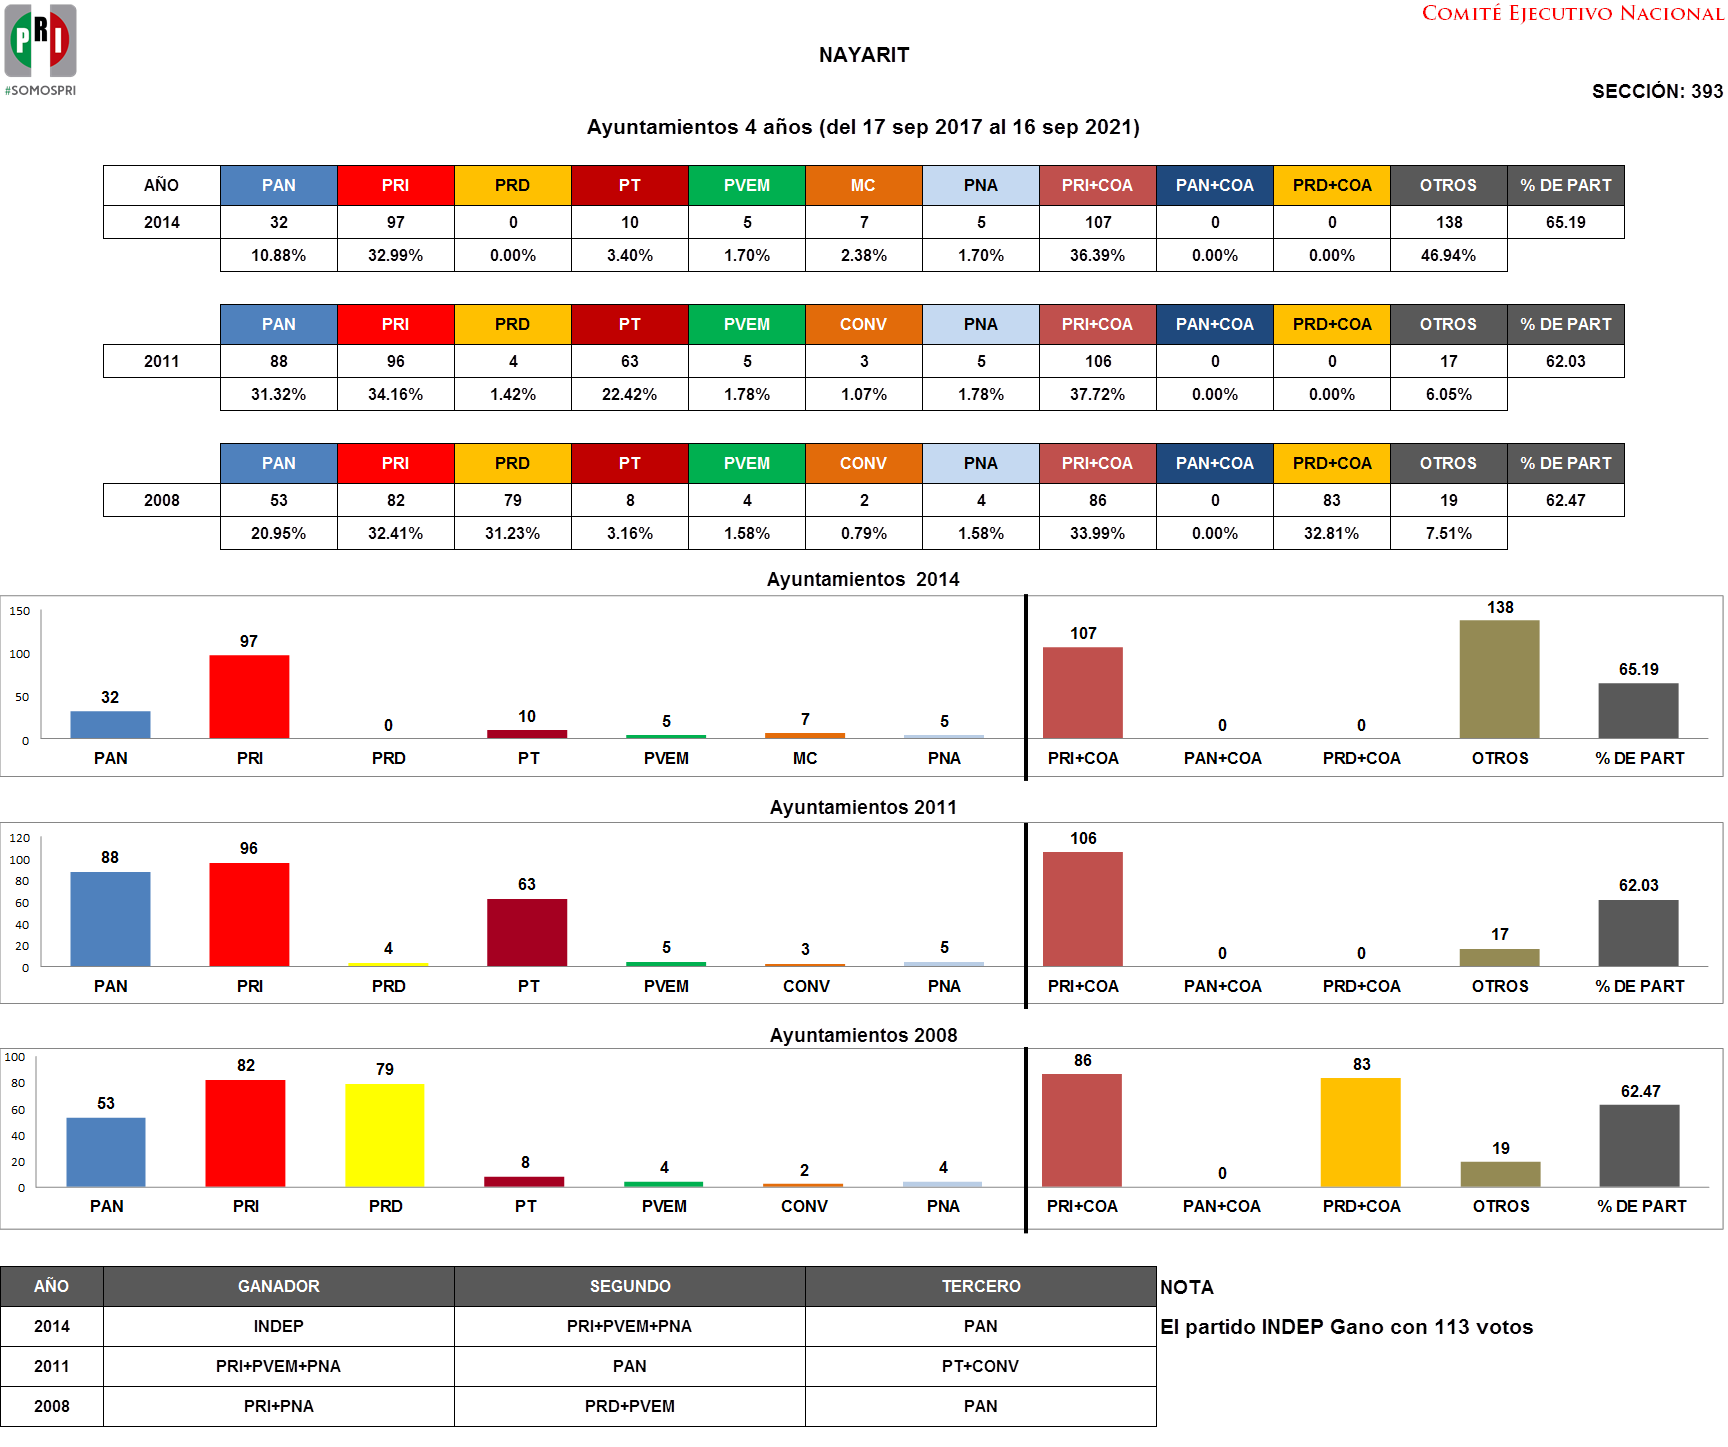 PRI
#SOMOSPRI
COMITÉ EJECUTIVO NACIONAL
NAYARIT
SECCIÓN: 393
Ayuntamientos 4 años (del 17 sep 2017 al 16 sep 2021)
AÑO PAN PRI PRD PT PVEM MC PNA PRI+COA PAN+COA PRD+COA OTROS % DE PART
2014 32 97 0 10 5 7 5 107 0 0 138 65.19
10.88% 32.99% 0.00% 3.40% 1.70% 2.38% 1.70% 36.39% 0.00% 0.00% 46.94%
PAN PRI PRD PT PVEM CONV PNA PRI+COA PAN+COA PRD+COA OTROS % DE PART
2011 88 96 4 63 5 3 5 106 0 0 17 62.03
31.32% 34.16% 1.42% 22.42% 1.78% 1.07% 1.78% 37.72% 0.00% 0.00% 6.05%
PAN PRI PRD PT PVEM CONV PNA PRI+COA PAN+COA PRD+COA OTROS % DE PART
2008 53 82 79 8 4 2 4 86 0 83 19 62.47
20.95% 32.41% 31.23% 3.16% 1.58% 0.79% 1.58% 33.99% 0.00% 32.81% 7.51%
Ayuntamientos 2014
150
100
50
0
32 97 0 10 5 7 5 107 0 0 138 65.19
PAN PRI PRD PT PVEM MC PNA PRI+COA PAN+COA PRD+COA OTROS % DE PART
Ayuntamientos 2011
120
100
80
60
40
20
0
88 96 4 63 5 3 5 106 0 0 17 62.03
PAN PRI PRD PT PVEM CONV PNA PRI+COA PAN+COA PRD+COA OTROS % DE PART
Ayuntamientos 2008
100
80
60
40
20
0
53 82 79 8 4 2 4 86 0 83 19 62.47
PAN PRI PRD PT PVEM CONV PNA PRI+COA PAN+COA PRD+COA OTROS % DE PART
AÑO GANADOR SEGUNDO TERCERO NOTA
2014 INDEP PRI+PVEM+PNA PAN El partido INDEP Gano con 113 votos
2011 PRI+PVEM+PNA PAN PT+CONV
2008 PRI+PNA PRD+PVEM PAN